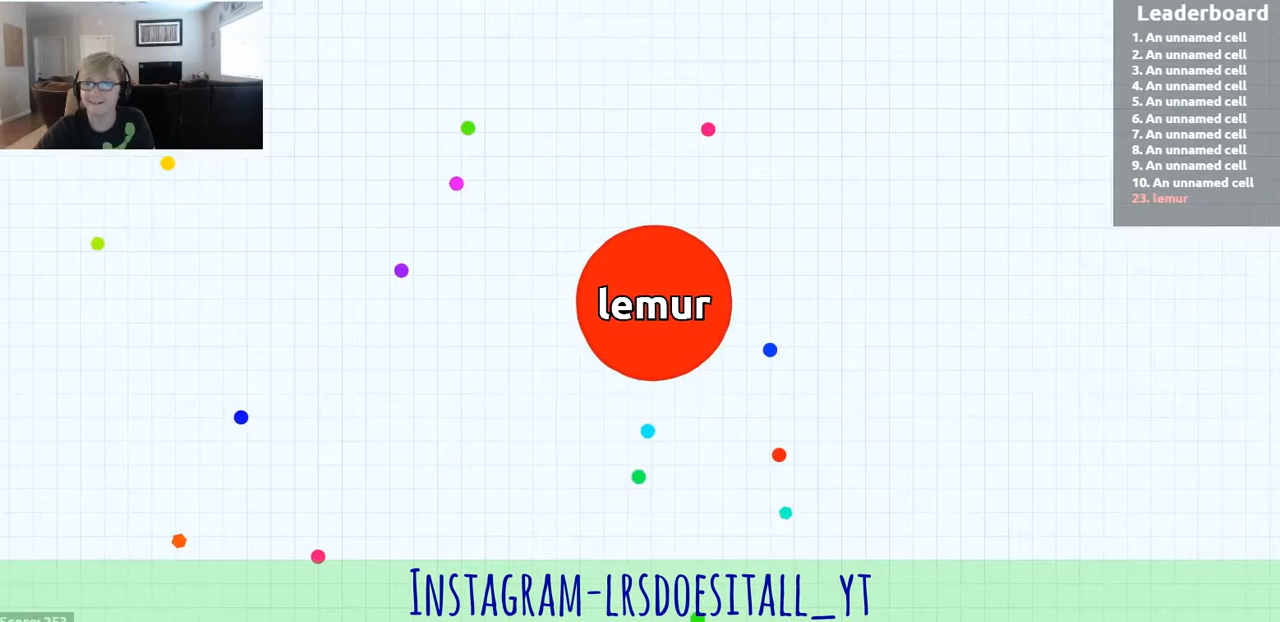 Leaderboard
1. An unnamed cell
2. An unnamed cell
3. An unnamed cell
4. An unnamed cell
5. An unnamed cell
6. An unnamed cell
7. An unnamed cell
8. An unnamed cell
9. An unnamed cell
10. An unnamed cell
23. lemur
lemur
Instagram-lrsdoesitall_yt